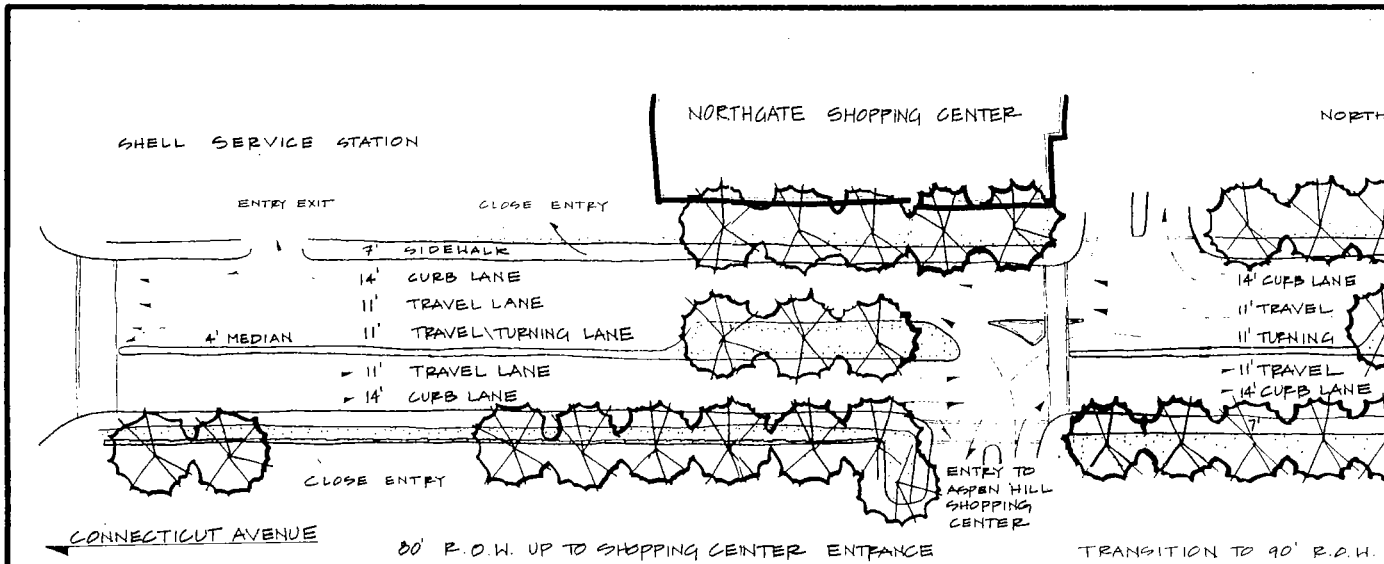 NORTHGATE SHOPPING CENTER
NORTH
SHELL SERVICE STATION
ENTRY EXIT
CLOSE ENTRY
7' SIDEWALK
14' CURB LANE
11' TRAVEL LANE
4' MEDIAN
11' TRAVEL\TURNING LANE
11' TRAVEL LANE
14' CURB LANE
14' CURB LANE
11' TRAVEL
11' TURNING
11' TRAVEL
14' CURB LANE
7'
CLOSE ENTRY
ENTRY TO
ASPEN HILL
SHOPPING
CENTER
CONNECTICUT AVENUE
80' R.O.W. UP TO SHOPPING CEINTER ENTRANCE
TRANSITION TO 90' R.O.W.